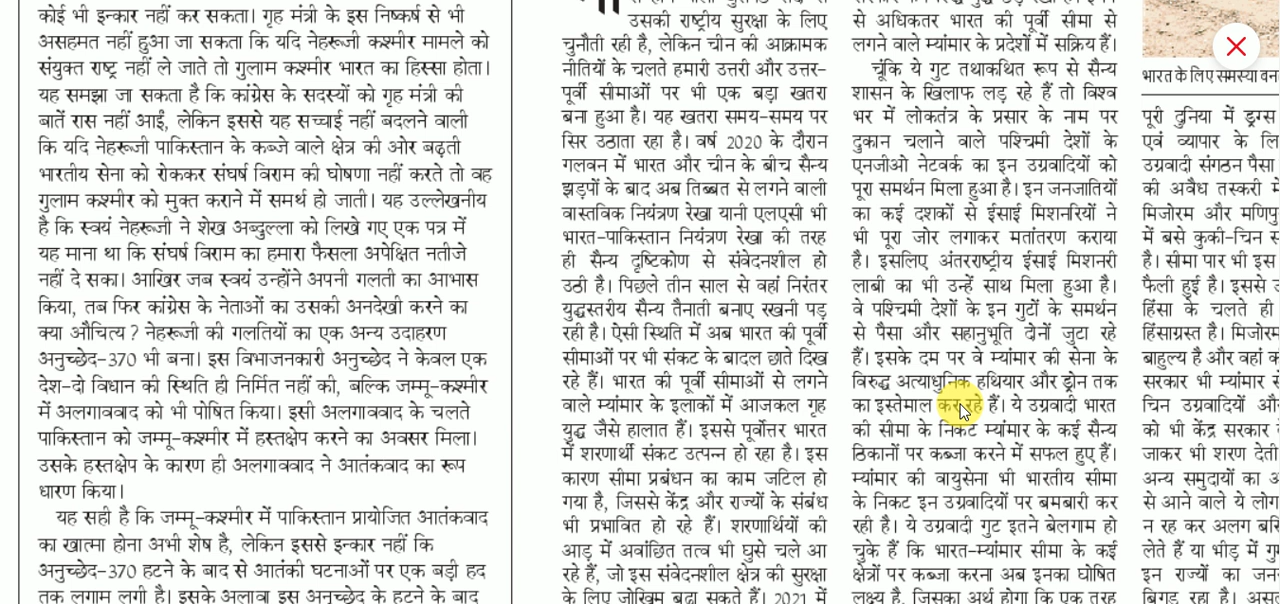 कोई भी इन्कार नहीं कर सकता। गृह मंत्री के इस निष्कर्ष से भी
असहमत नहीं हुआ जा सकता कि यदि नेहरूजी कश्मीर मामले को
संयुक्त राष्ट्र नहीं ले जाते तो गुलाम कश्मीर भारत का हिस्सा होता।
यह समझा जा सकता है कि कांग्रेस के सदस्यों को गृह मंत्री की
बातें रास नहीं आईं, लेकिन इससे यह सच्चाई नहीं बदलने वाली
कि यदि नेहरूजी पाकिस्तान के कब्जे वाले क्षेत्र की ओर बढ़ती
भारतीय सेना को रोककर संघर्ष विराम की घोषणा नहीं करते तो वह
गुलाम कश्मीर को मुक्त कराने में समर्थ हो जाती। यह उल्लेखनीय
है कि स्वयं नेहरूजी ने शेख अब्दुल्ला को लिखे गए एक पत्र में
यह माना था कि संघर्ष विराम का हमारा फैसला अपेक्षित नतीजे
नहीं दे सका। आखिर जब स्वयं उन्होंने अपनी गलती का आभास
किया, तब फिर कांग्रेस के नेताओं का उसकी अनदेखी करने का
क्या औचित्य? नेहरूजी की गलतियों का एक अन्य उदाहरण
अनुच्छेद-370 भी बना। इस विभाजनकारी अनुच्छेद ने केवल एक
देश-दो विधान की स्थिति ही निर्मित नहीं की, बल्कि जम्मू-कश्मीर
में अलगाववाद को भी पोषित किया। इसी अलगाववाद के चलते
पाकिस्तान को जम्मू-कश्मीर में हस्तक्षेप करने का अवसर मिला।
उसके हस्तक्षेप के कारण ही अलगाववाद ने आतंकवाद का रूप
धारण किया।
यह सही है कि जम्मू-कश्मीर में पाकिस्तान प्रायोजित आतंकवाद
का खात्मा होना अभी शेष है, लेकिन इससे इन्कार नहीं कि
अनुच्छेद-370 हटने के बाद से आतंकी घटनाओं पर एक बड़ी हद
तक लगाम लगी है। इसके अलावा इस अनुच्छेद के हटने के बाद
उसकी राष्ट्रीय सुरक्षा के लिए
चुनौती रही है, लेकिन चीन की आक्रामक
नीतियों के चलते हमारी उत्तरी और उत्तर-
पूर्वी सीमाओं पर भी एक बड़ा खतरा
बना हुआ है। यह खतरा समय-समय पर
सिर उठाता रहा है। वर्ष 2020 के दौरान
गलवन में भारत और चीन के बीच सैन्य
झड़पों के बाद अब तिब्बत से लगने वाली
वास्तविक नियंत्रण रेखा यानी एलएसी भी
भारत-पाकिस्तान नियंत्रण रेखा की तरह
ही सैन्य दृष्टिकोण से संवेदनशील हो
उठी है। पिछले तीन साल से वहां निरंतर
युद्धस्तरीय सैन्य तैनाती बनाए रखनी पड़
रही है। ऐसी स्थिति में अब भारत की पूर्वी
सीमाओं पर भी संकट के बादल छाते दिख
रहे हैं। भारत की पूर्वी सीमाओं से लगने
वाले म्यांमार के इलाकों में आजकल गृह
युद्ध जैसे हालात हैं। इससे पूर्वोत्तर भारत
में शरणार्थी संकट उत्पन्न हो रहा है। इस
कारण सीमा प्रबंधन का काम जटिल हो
गया है, जिससे केंद्र और राज्यों के संबंध
भी प्रभावित हो रहे हैं। शरणार्थियों की
आड़ में अवांछित तत्व भी घुसे चले आ
रहे हैं, जो इस संवेदनशील क्षेत्र की सुरक्षा
के लिए जोखिम बढ़ा सकते हैं। 2021 में
से अधिकतर भारत की पूर्वी सीमा से
लगने वाले म्यांमार के प्रदेशों में सक्रिय हैं।
चूंकि ये गुट तथाकथित रूप से सैन्य
शासन के खिलाफ लड़ रहे हैं तो विश्व
भर में लोकतंत्र के प्रसार के नाम पर
दुकान चलाने वाले पश्चिमी देशों के
एनजीओ नेटवर्क का इन उग्रवादियों को
पूरा समर्थन मिला हुआ है। इन जनजातियों
का कई दशकों से ईसाई मिशनरियों ने
भी पूरा जोर लगाकर मतांतरण कराया
है। इसलिए अंतरराष्ट्रीय ईसाई मिशनरी
लाबी का भी उन्हें साथ मिला हुआ है।
वे पश्चिमी देशों के इन गुटों के समर्थन
से पैसा और सहानुभूति दोनों जुटा रहे
हैं। इसके दम पर वे म्यांमार की सेना के
विरुद्ध अत्याधुनिक हथियार और ड्रोन तक
का इस्तेमाल कर रहे हैं। ये उग्रवादी भारत
की सीमा के निकट म्यांमार के कई सैन्य
ठिकानों पर कब्जा करने में सफल हुए हैं।
म्यांमार की वायुसेना भी भारतीय सीमा
के निकट इन उग्रवादियों पर बमबारी कर
रही है। ये उग्रवादी गुट इतने बेलगाम हो
चुके हैं कि भारत-म्यांमार सीमा के कई
क्षेत्रों पर कब्जा करना अब इनका घोषित
लक्ष्य है, जिसका अर्थ होगा कि एक तरह
भारत के लिए समस्या
पूरी दुनिया में ड्रग्स
एवं व्यापार के
उग्रवादी संगठन पैसा
की अवैध तस्करी
मिजोरम और
में बसे कुकी-चिन
है। सीमा पार भी इस
फैली हुई है। इससे
हिंसा के चलते ही
हिंसाग्रस्त है।
बाहुल्य है और वहां
सरकार भी म्यांमार
चिन उग्रवादियों
को भी केंद्र सरकार
जाकर भी शरण देती
अन्य समुदायों का
से आने वाले ये लोग
न रह कर अलग
लेते हैं या भीड़ में
इन राज्यों का
बिगड़ रहा है।